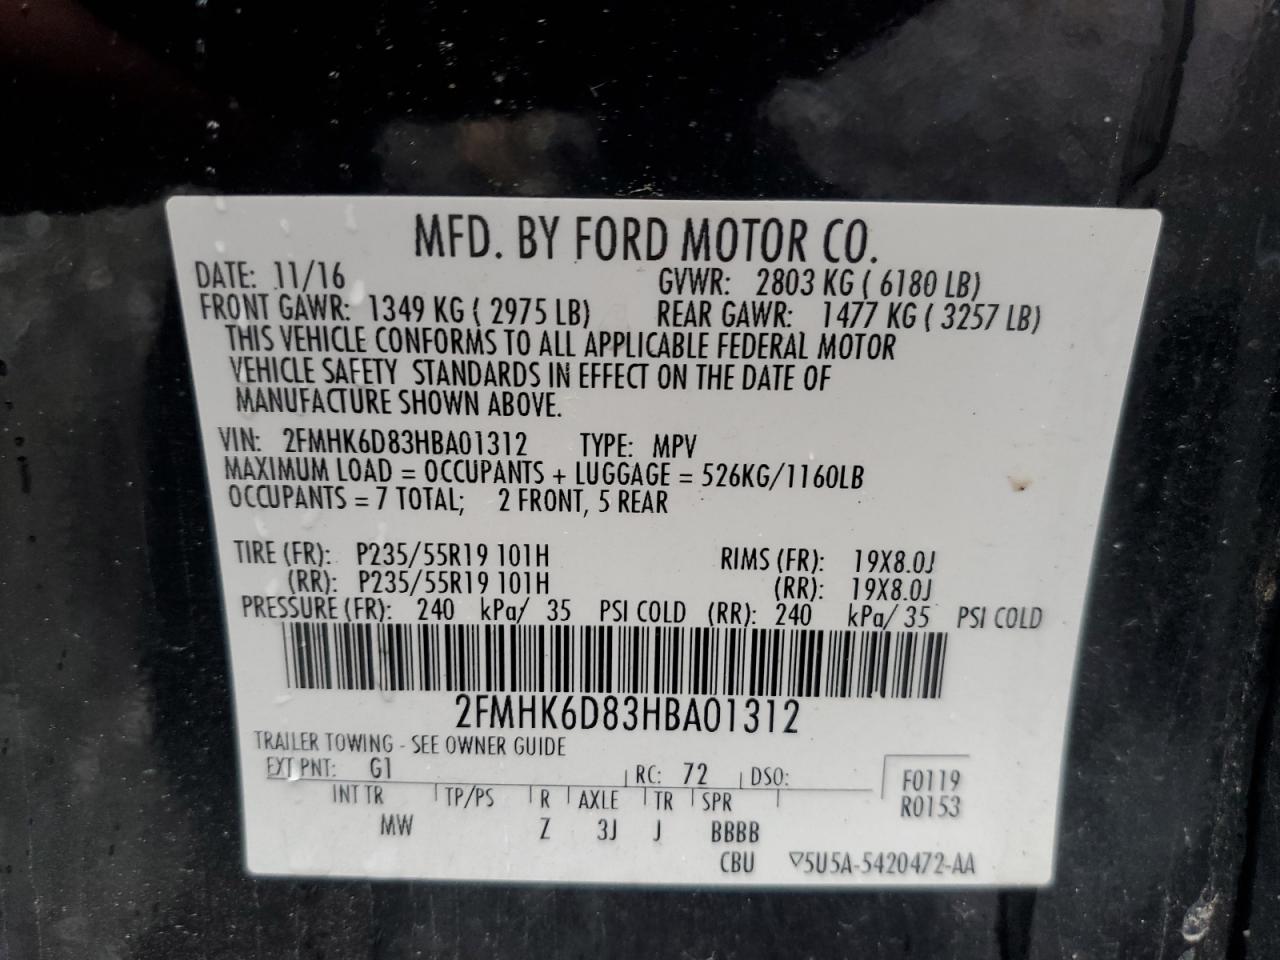 MFD. BY FORD MOTOR CO.
DATE: 11/16 GVWR: 2803 KG ( 6180 LB)
FRONT GAWR: 1349 KG ( 2975 LB) REAR GAWR: 1477 KG ( 3257 LB)
THIS VEHICLE CONFORMS TO ALL APPLICABLE FEDERAL MOTOR
VEHICLE SAFETY STANDARDS IN EFFECT ON THE DATE OF
MANUFACTURE SHOWN ABOVE.
VIN: 2FMHK6D83HBA01312 TYPE: MPV
MAXIMUM LOAD = OCCUPANTS + LUGGAGE = 526KG/1160LB
OCCUPANTS = 7 TOTAL; 2 FRONT, 5 REAR
TIRE (FR): P235/55R19 101H RIMS (FR): 19X8.0J
(RR): P235/55R19 101H (RR): 19X8.0J
PRESSURE (FR): 240 kPa/ 35 PSI COLD (RR): 240 kPa/ 35 PSI COLD
2FMHK6D83HBA01312
TRAILER TOWING - SEE OWNER GUIDE
EXT PNT: G1 RC: 72 DSO: F0119
INT TR TP/PS R AXLE TR SPR R0153
MW Z 3J J BBBB
CBU ▽5U5A-5420472-AA